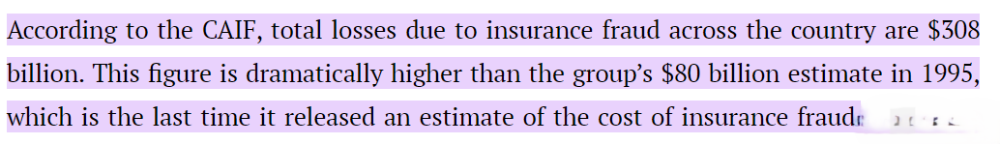 According to the CAIF, total losses due to insurance fraud across the country are $308
billion. This figure is dramatically higher than the group’s $80 billion estimate in 1995,
which is the last time it released an estimate of the cost of insurance fraud